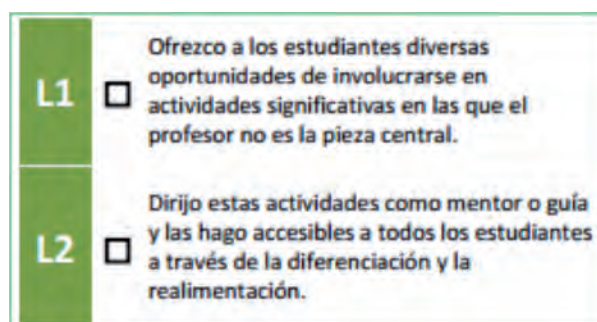 L1
Ofrezco a los estudiantes diversas
oportunidades de involucrarse en
actividades significativas en las que el
profesor no es la pieza central.
L2
Dirijo estas actividades como mentor o guía
y las hago accesibles a todos los estudiantes
a través de la diferenciación y la
realimentación.